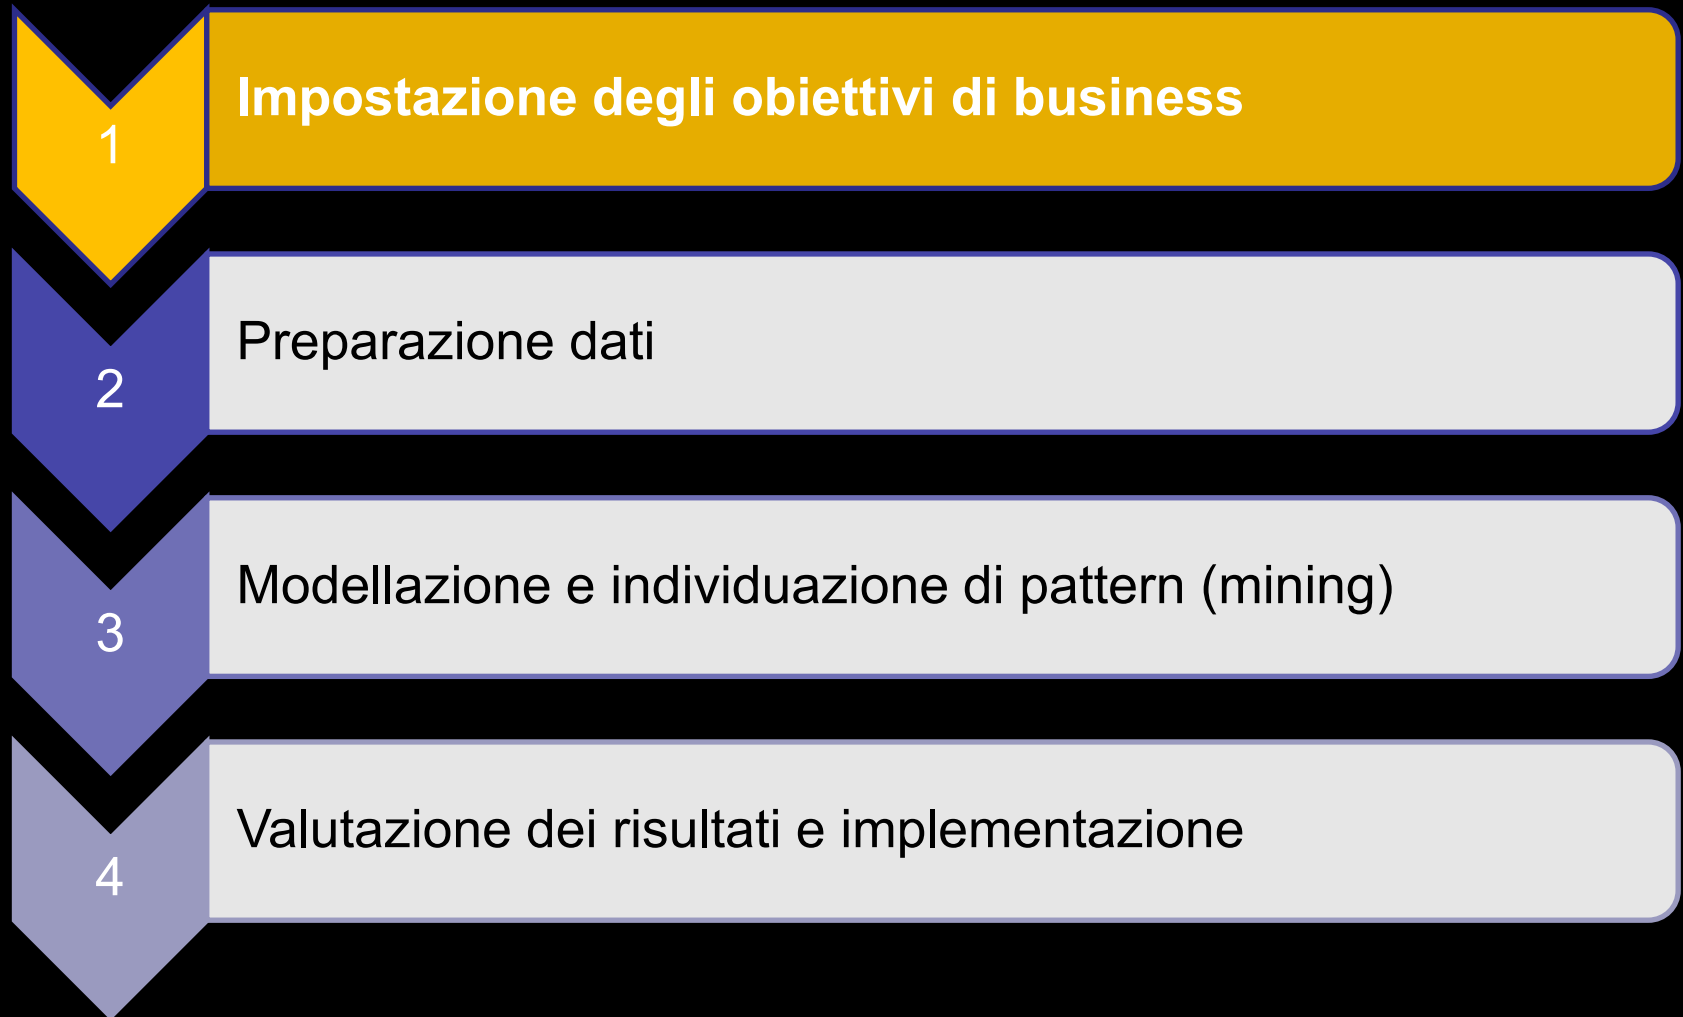 1
Impostazione degli obiettivi di business
2
Preparazione dati
3
Modellazione e individuazione di pattern (mining)
4
Valutazione dei risultati e implementazione